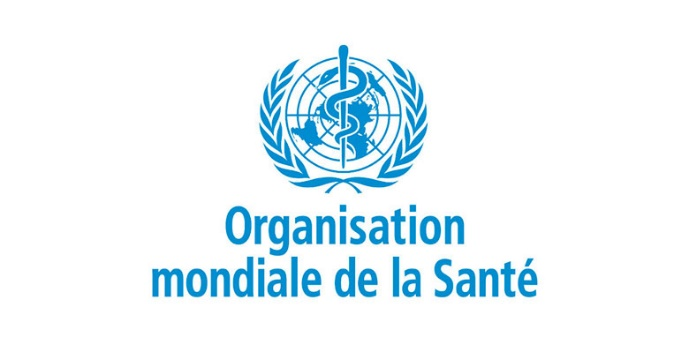 Organisation
mondiale de la Santé